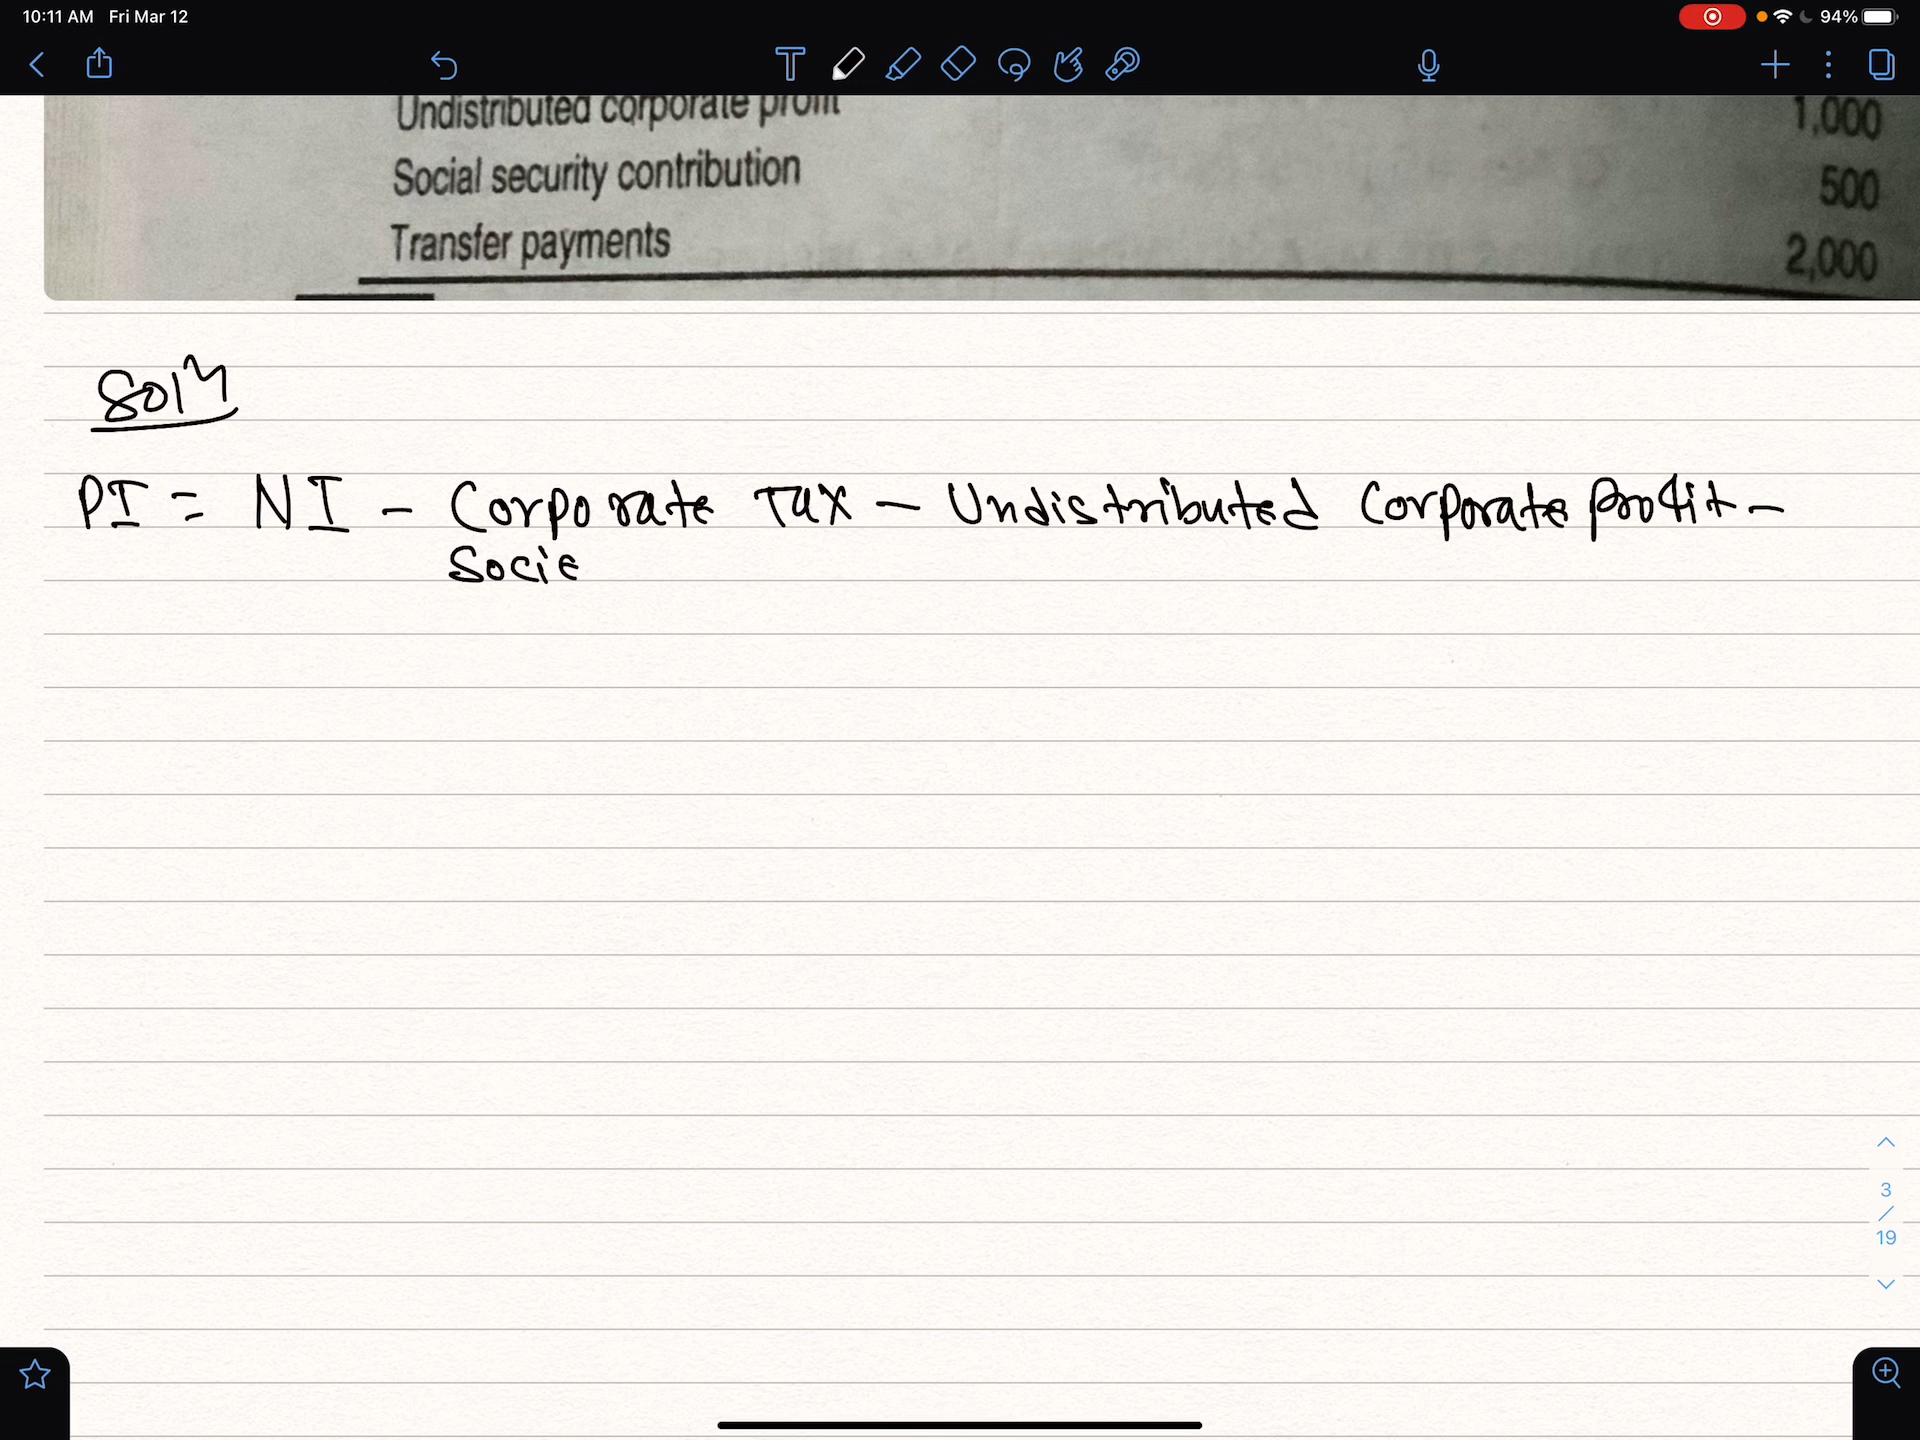 10:11 AM Fri Mar 12
94%
T
Undistributed corporate profit 1,000
Social security contribution 500
Transfer payments 2,000
Solⁿ
PI = NI - Corporate Tax - Undistributed Corporate profit -
Socie
3
/
19